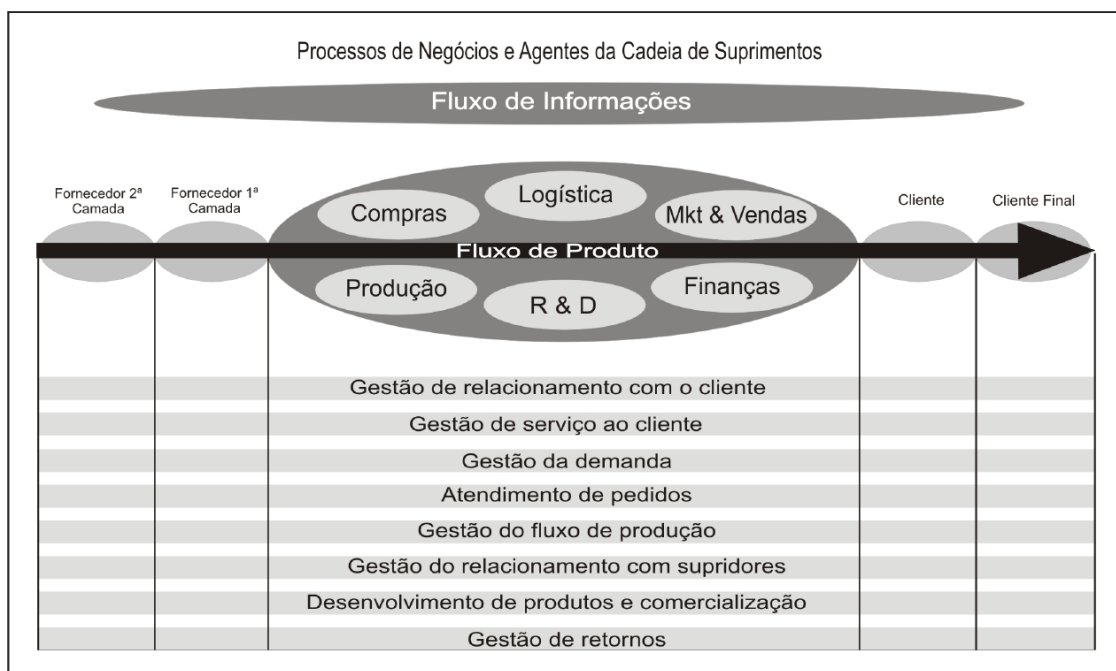 Processos de Negócios e Agentes da Cadeia de Suprimentos
Fluxo de Informações
Fornecedor 2ª
Camada
Fornecedor 1ª
Camada
Compras
Logística
Mkt & Vendas
Cliente
Cliente Final
Fluxo de Produto
Produção
R & D
Finanças
Gestão de relacionamento com o cliente
Gestão de serviço ao cliente
Gestão da demanda
Atendimento de pedidos
Gestão do fluxo de produção
Gestão do relacionamento com supridores
Desenvolvimento de produtos e comercialização
Gestão de retornos